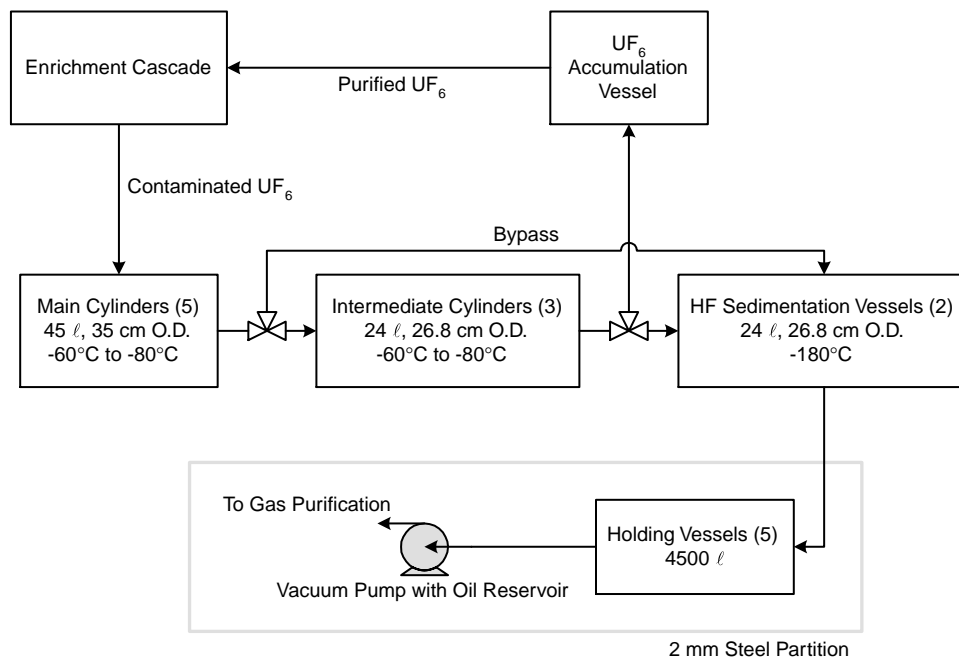 Enrichment Cascade
UF6
Accumulation
Vessel
Purified UF6
Contaminated UF6
Bypass
Main Cylinders (5)
45 ℓ, 35 cm O.D.
-60°C to -80°C
Intermediate Cylinders (3)
24 ℓ, 26.8 cm O.D.
-60°C to -80°C
HF Sedimentation Vessels (2)
24 ℓ, 26.8 cm O.D.
-180°C
To Gas Purification
Vacuum Pump with Oil Reservoir
Holding Vessels (5)
4500 ℓ
2 mm Steel Partition